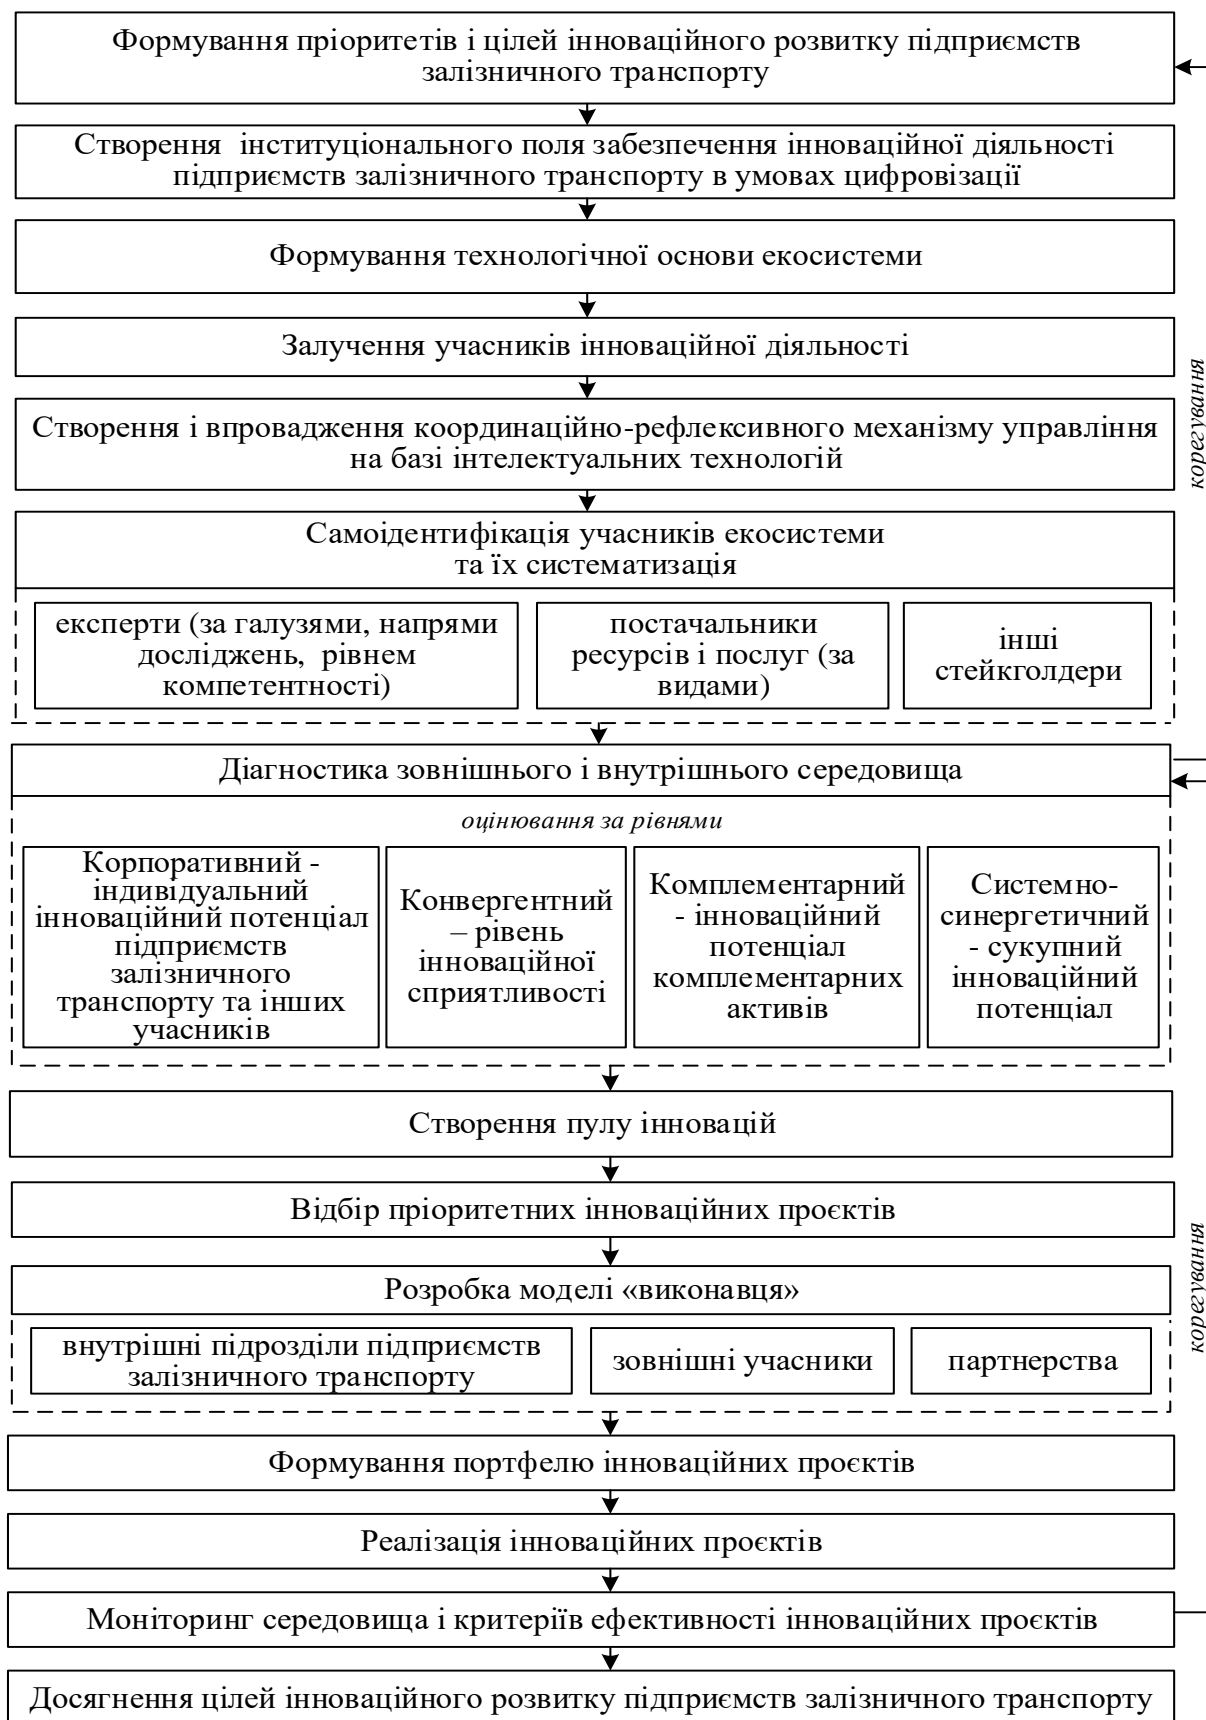 Формування пріоритетів і цілей інноваційного розвитку підприємств
залізничного транспорту
Створення інституціонального поля забезпечення інноваційної діяльності
підприємств залізничного транспорту в умовах цифровізації
Формування технологічної основи екосистеми
Залучення учасників інноваційної діяльності
Створення і впровадження координаційно-рефлексивного механізму управління
на базі інтелектуальних технологій
корегування
Самоідентифікація учасників екосистеми
та їх систематизація
експерти (за галузями, напрями
досліджень, рівнем
компетентності)
постачальники
ресурсів і послуг (за
видами)
інші
стейкголдери
Діагностика зовнішнього і внутрішнього середовища
оцінювання за рівнями
Корпоративний -
індивідуальний
інноваційний потенціал
підприємств
залізничного
транспорту та інших
учасників
Конвергентний
– рівень
інноваційної
сприятливості
Комплементарний
- інноваційний
потенціал
комплементарних
активів
Системно-
синергетичний
- сукупний
інноваційний
потенціал
Створення пулу інновацій
Відбір пріоритетних інноваційних проєктів
корегування
Розробка моделі «виконавця»
внутрішні підрозділи підприємств
залізничного транспорту
зовнішні учасники
партнерства
Формування портфелю інноваційних проєктів
Реалізація інноваційних проєктів
Моніторинг середовища і критеріїв ефективності інноваційних проєктів
Досягнення цілей інноваційного розвитку підприємств залізничного транспорту